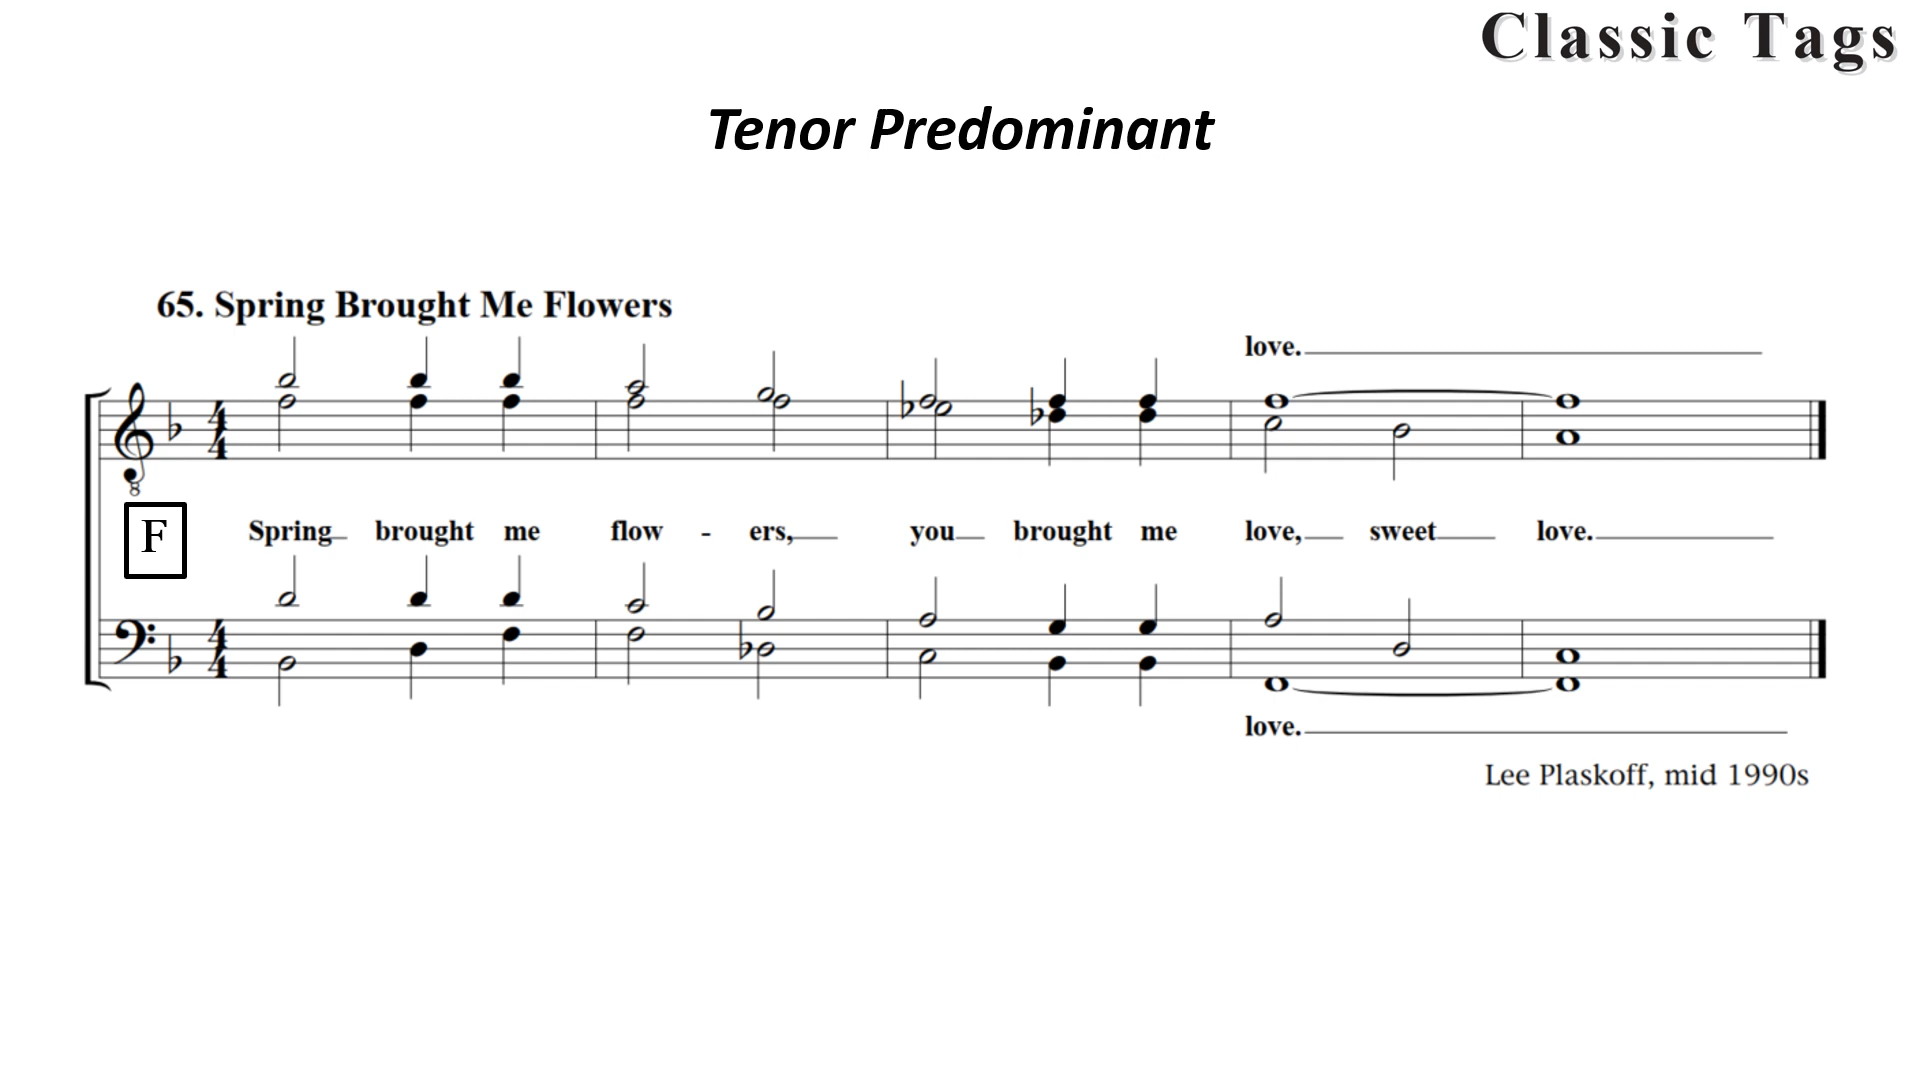 Classic Tags
Tenor Predominant
65. Spring Brought Me Flowers
love.
8
F
Spring brought me flow - ers, you brought me love, sweet love.
love.
Lee Plaskoff, mid 1990s